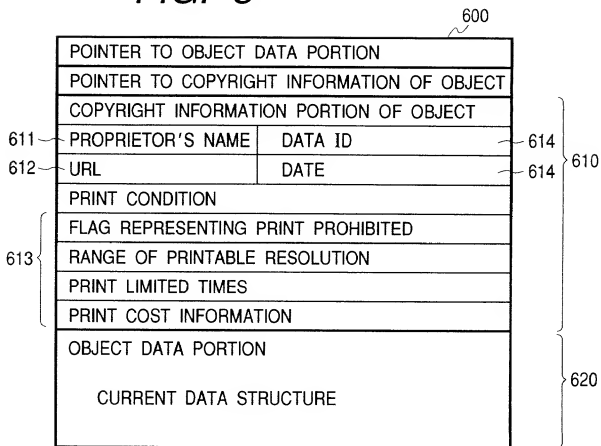 600
POINTER TO OBJECT DATA PORTION
POINTER TO COPYRIGHT INFORMATION OF OBJECT
COPYRIGHT INFORMATION PORTION OF OBJECT
611 PROPRIETOR'S NAME DATA ID 614
610
612 URL DATE 614
PRINT CONDITION
FLAG REPRESENTING PRINT PROHIBITED
613 RANGE OF PRINTABLE RESOLUTION
PRINT LIMITED TIMES
PRINT COST INFORMATION
OBJECT DATA PORTION
620
CURRENT DATA STRUCTURE